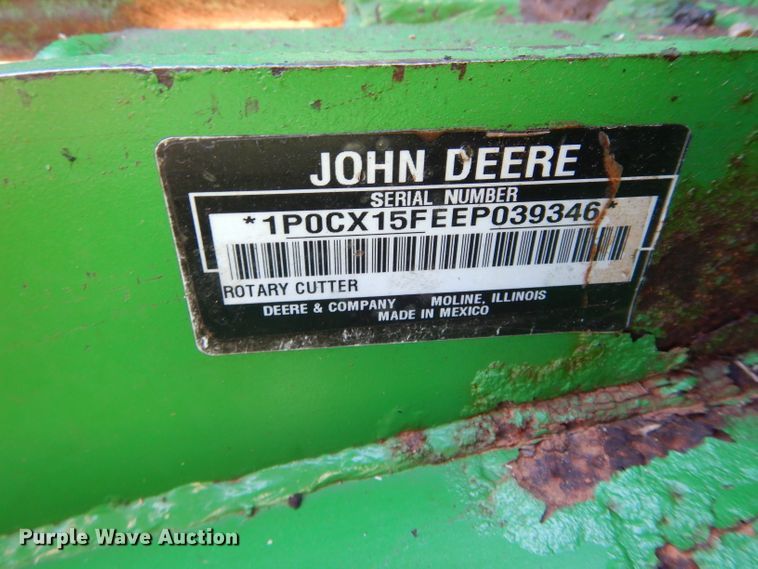 JOHN DEERE
SERIAL NUMBER
*1P0CX15FEEP039346*
ROTARY CUTTER
DEERE & COMPANY MOLINE, ILLINOIS
MADE IN MEXICO
Purple Wave Auction